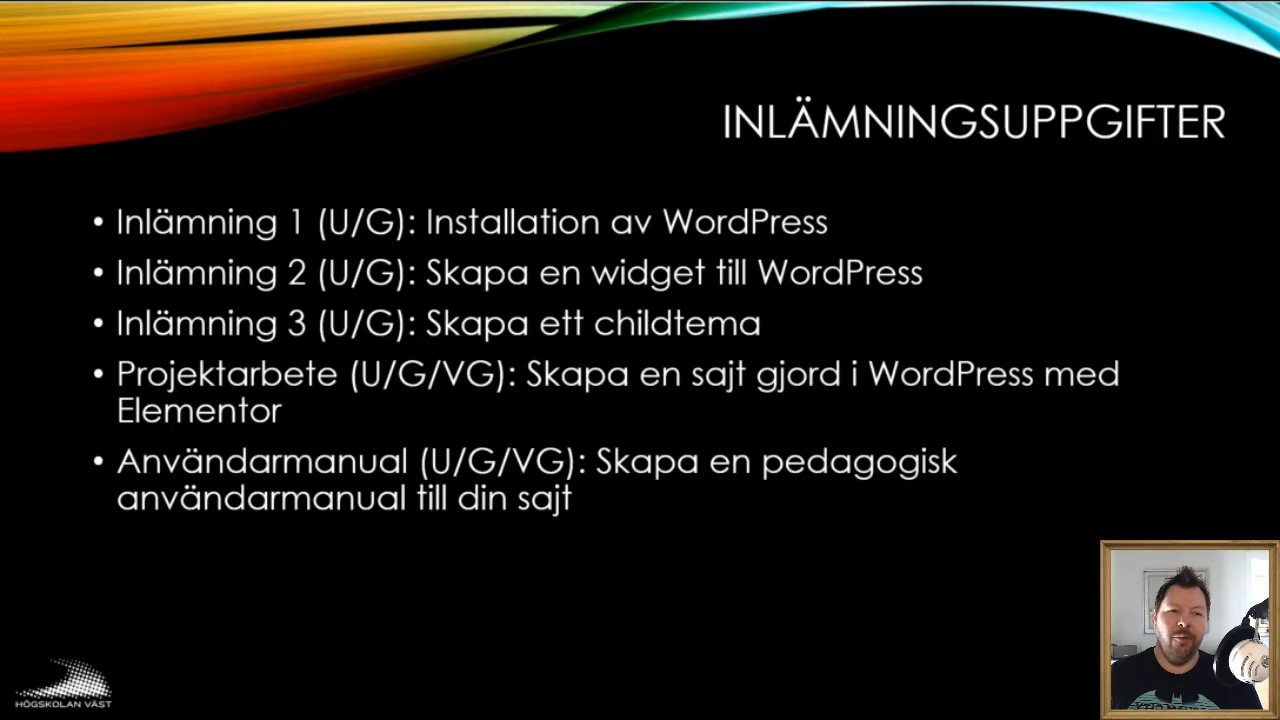 INLÄMNINGSUPPGIFTER
• Inlämning 1 (U/G): Installation av WordPress
• Inlämning 2 (U/G): Skapa en widget till WordPress
• Inlämning 3 (U/G): Skapa ett childtema
• Projektarbete (U/G/VG): Skapa en sajt gjord i WordPress med
Elementor
• Användarmanual (U/G/VG): Skapa en pedagogisk
användarmanual till din sajt
HÖGSKOLAN VÄST